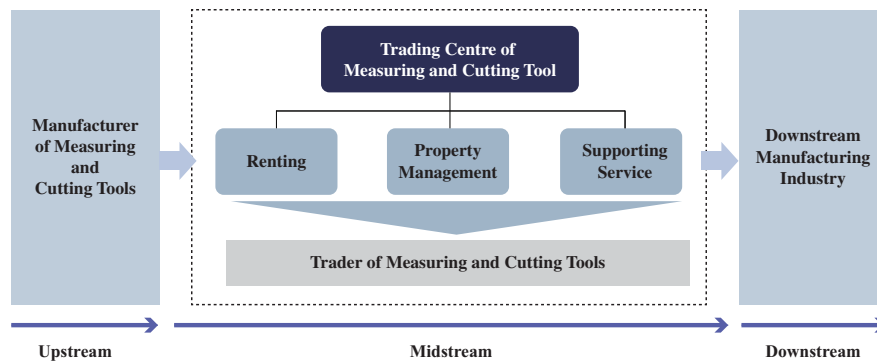 Manufacturer
of Measuring
and
Cutting Tools
Trading Centre of
Measuring and Cutting Tool
Renting
Property
Management
Supporting
Service
Trader of Measuring and Cutting Tools
Downstream
Manufacturing
Industry
Upstream
Midstream
Downstream